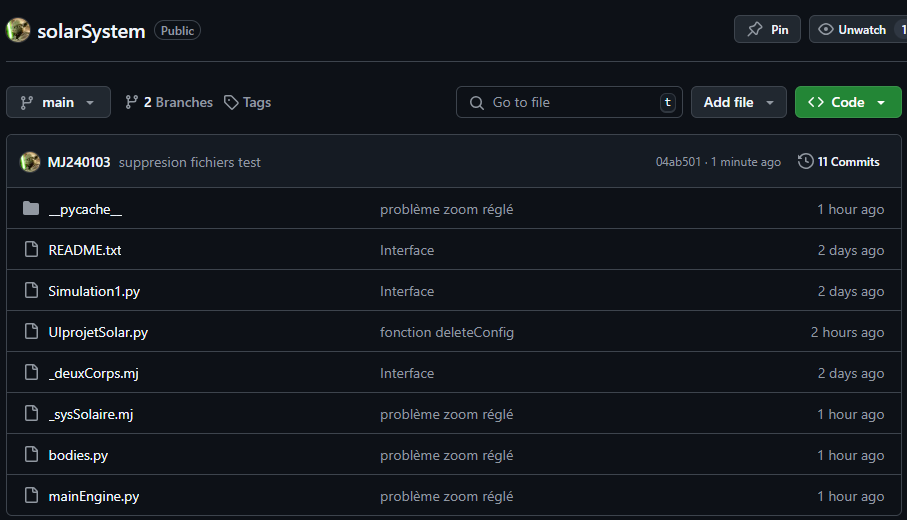 solarSystem Public Pin Unwatch 1
main 2 Branches Tags Go to file t Add file Code
MJ240103 suppresion fichiers test 04ab501 · 1 minute ago 11 Commits
__pycache__ problème zoom réglé 1 hour ago
README.txt Interface 2 days ago
Simulation1.py Interface 2 days ago
UIprojetSolar.py fonction deleteConfig 2 hours ago
_deuxCorps.mj Interface 2 days ago
_sysSolaire.mj problème zoom réglé 1 hour ago
bodies.py problème zoom réglé 1 hour ago
mainEngine.py problème zoom réglé 1 hour ago